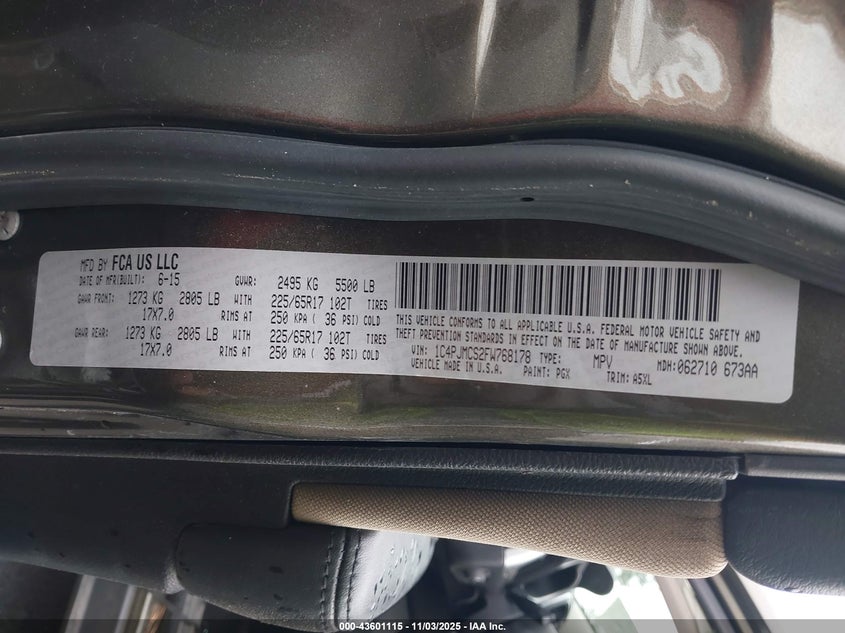 MFD BY FCA US LLC
DATE OF MFR(BUILT): 6-15 GVWR: 2495 KG 5500 LB
GAWR FRONT: 1273 KG 2805 LB WITH 225/65R17 102T TIRES
17X7.0 RIMS AT 250 KPA ( 36 PSI) COLD
GAWR REAR: 1273 KG 2805 LB WITH 225/65R17 102T TIRES
17X7.0 RIMS AT 250 KPA ( 36 PSI) COLD
THIS VEHICLE CONFORMS TO ALL APPLICABLE U.S.A. FEDERAL MOTOR VEHICLE SAFETY AND
THEFT PREVENTION STANDARDS IN EFFECT ON THE DATE OF MANUFACTURE SHOWN ABOVE.
VIN: 1C4PJMCS2FW768178 TYPE: MPV MDH:062710 673AA
VEHICLE MADE IN U.S.A. PAINT: PGX TRIM: A5XL
000-43601115 - 11/03/2025 - IAA Inc.